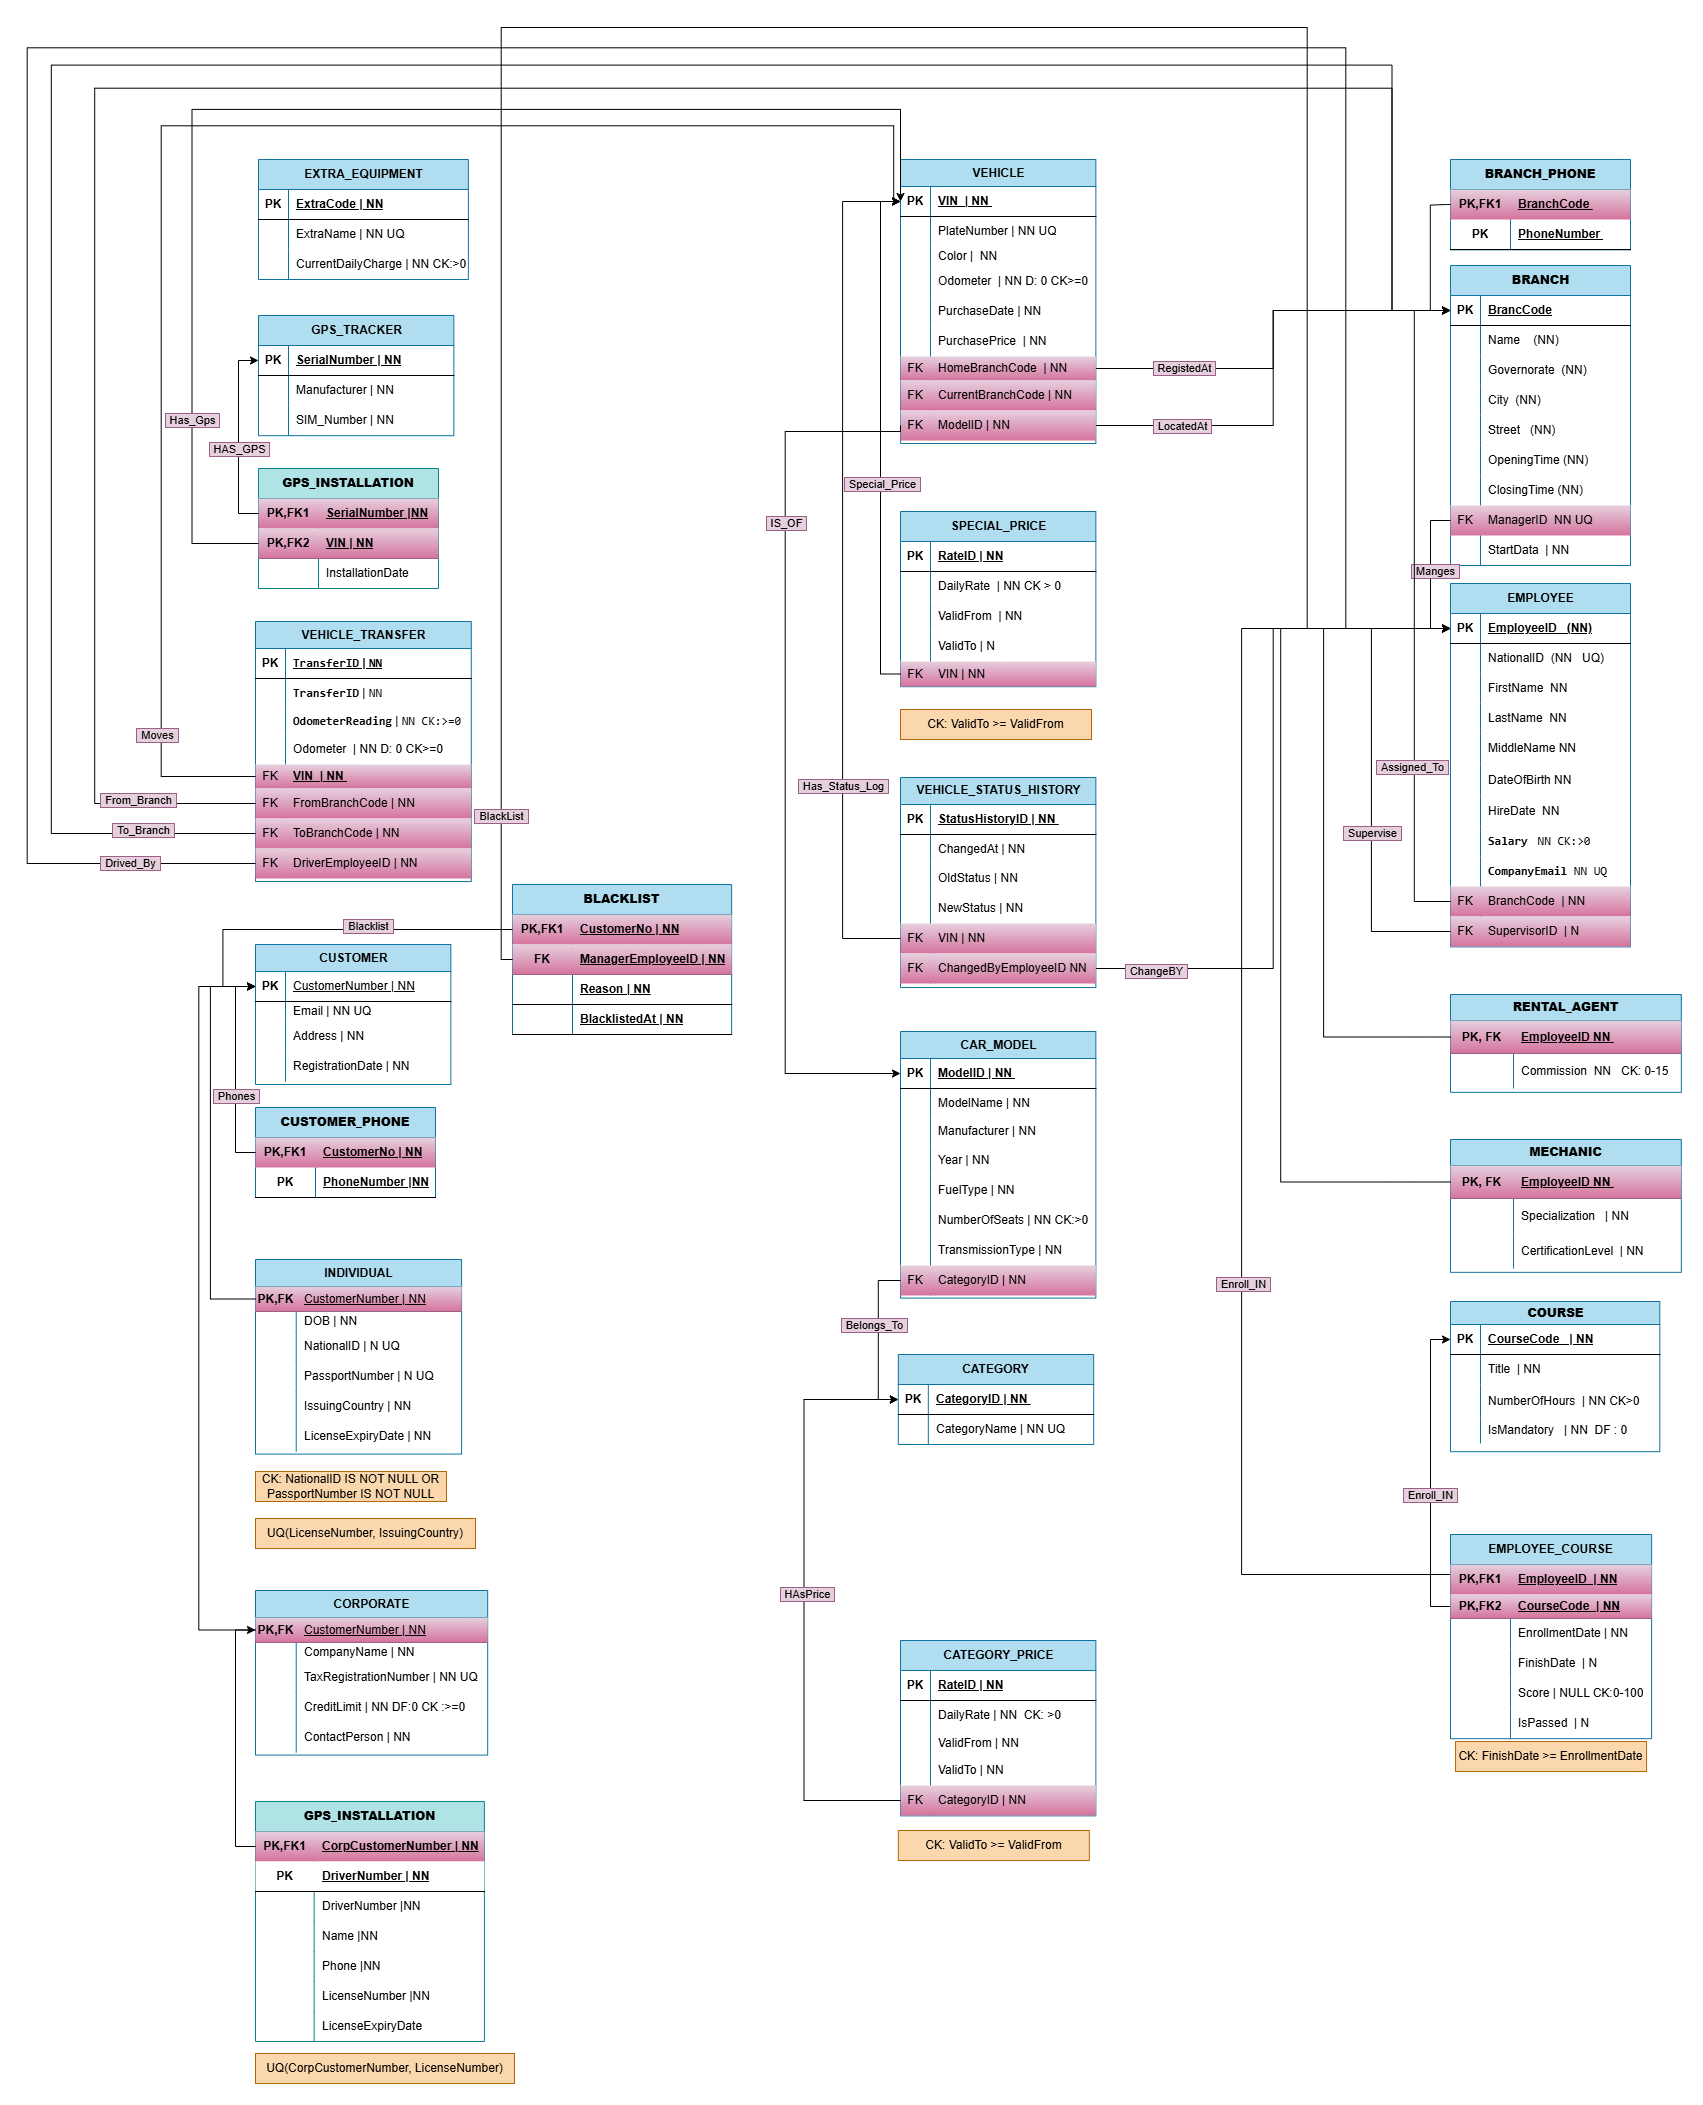 EXTRA_EQUIPMENT
PK ExtraCode | NN
ExtraName | NN UQ
CurrentDailyCharge | NN CK:>0
GPS_TRACKER
PK SerialNumber | NN
Manufacturer | NN
SIM_Number | NN
Has_Gps
HAS_GPS
GPS_INSTALLATION
PK,FK1 SerialNumber |NN
PK,FK2 VIN | NN
InstallationDate
VEHICLE_TRANSFER
PK TransferID | NN
TransferID | NN
OdometerReading | NN CK:>=0
Odometer | NN D: 0 CK>=0
FK VIN | NN
FK FromBranchCode | NN
FK ToBranchCode | NN
FK DriverEmployeeID | NN
Moves
From_Branch
To_Branch
Drived_By
BlackList
Blacklist
BLACKLIST
PK,FK1 CustomerNo | NN
FK ManagerEmployeeID | NN
Reason | NN
BlacklistedAt | NN
CUSTOMER
PK CustomerNumber | NN
Email | NN UQ
Address | NN
RegistrationDate | NN
Phones
CUSTOMER_PHONE
PK,FK1 CustomerNo | NN
PK PhoneNumber |NN
INDIVIDUAL
PK,FK CustomerNumber | NN
DOB | NN
NationalID | N UQ
PassportNumber | N UQ
IssuingCountry | NN
LicenseExpiryDate | NN
CK: NationalID IS NOT NULL OR
PassportNumber IS NOT NULL
UQ(LicenseNumber, IssuingCountry)
CORPORATE
PK,FK CustomerNumber | NN
CompanyName | NN
TaxRegistrationNumber | NN UQ
CreditLimit | NN DF:0 CK :>=0
ContactPerson | NN
GPS_INSTALLATION
PK,FK1 CorpCustomerNumber | NN
PK DriverNumber | NN
DriverNumber |NN
Name |NN
Phone |NN
LicenseNumber |NN
LicenseExpiryDate
UQ(CorpCustomerNumber, LicenseNumber)
VEHICLE
PK VIN | NN
PlateNumber | NN UQ
Color | NN
Odometer | NN D: 0 CK>=0
PurchaseDate | NN
PurchasePrice | NN
FK HomeBranchCode | NN
FK CurrentBranchCode | NN
FK ModelID | NN
RegistedAt
LocatedAt
Special_Price
IS_OF
SPECIAL_PRICE
PK RateID | NN
DailyRate | NN CK > 0
ValidFrom | NN
ValidTo | N
FK VIN | NN
CK: ValidTo >= ValidFrom
Has_Status_Log
VEHICLE_STATUS_HISTORY
PK StatusHistoryID | NN
ChangedAt | NN
OldStatus | NN
NewStatus | NN
FK VIN | NN
FK ChangedByEmployeeID NN
ChangeBY
CAR_MODEL
PK ModelID | NN
ModelName | NN
Manufacturer | NN
Year | NN
FuelType | NN
NumberOfSeats | NN CK:>0
TransmissionType | NN
FK CategoryID | NN
Belongs_To
CATEGORY
PK CategoryID | NN
CategoryName | NN UQ
HAsPrice
CATEGORY_PRICE
PK RateID | NN
DailyRate | NN CK: >0
ValidFrom | NN
ValidTo | NN
FK CategoryID | NN
CK: ValidTo >= ValidFrom
BRANCH_PHONE
PK,FK1 BranchCode
PK PhoneNumber
BRANCH
PK BrancCode
Name (NN)
Governorate (NN)
City (NN)
Street (NN)
OpeningTime (NN)
ClosingTime (NN)
FK ManagerID NN UQ
StartData | NN
Manges
EMPLOYEE
PK EmployeeID (NN)
NationalID (NN UQ)
FirstName NN
LastName NN
MiddleName NN
DateOfBirth NN
HireDate NN
Salary NN CK:>0
CompanyEmail NN UQ
FK BranchCode | NN
FK SupervisorID | N
Assigned_To
Supervise
RENTAL_AGENT
PK, FK EmployeeID NN
Commission NN CK: 0-15
MECHANIC
PK, FK EmployeeID NN
Specialization | NN
CertificationLevel | NN
Enroll_IN
COURSE
PK CourseCode | NN
Title | NN
NumberOfHours | NN CK>0
IsMandatory | NN DF : 0
Enroll_IN
EMPLOYEE_COURSE
PK,FK1 EmployeeID | NN
PK,FK2 CourseCode | NN
EnrollmentDate | NN
FinishDate | N
Score | NULL CK:0-100
IsPassed | N
CK: FinishDate >= EnrollmentDate